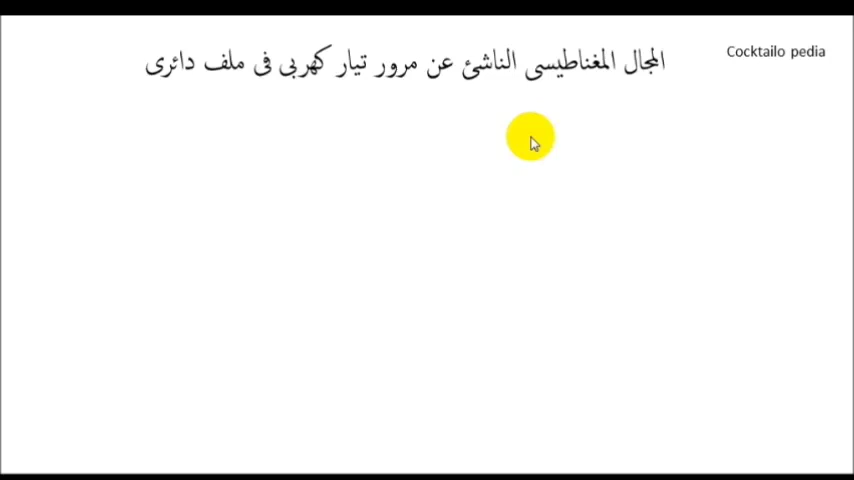 المجال المغناطيسى الناشئ عن مرور تيار كهربى فى ملف دائرى
Cocktailo pedia